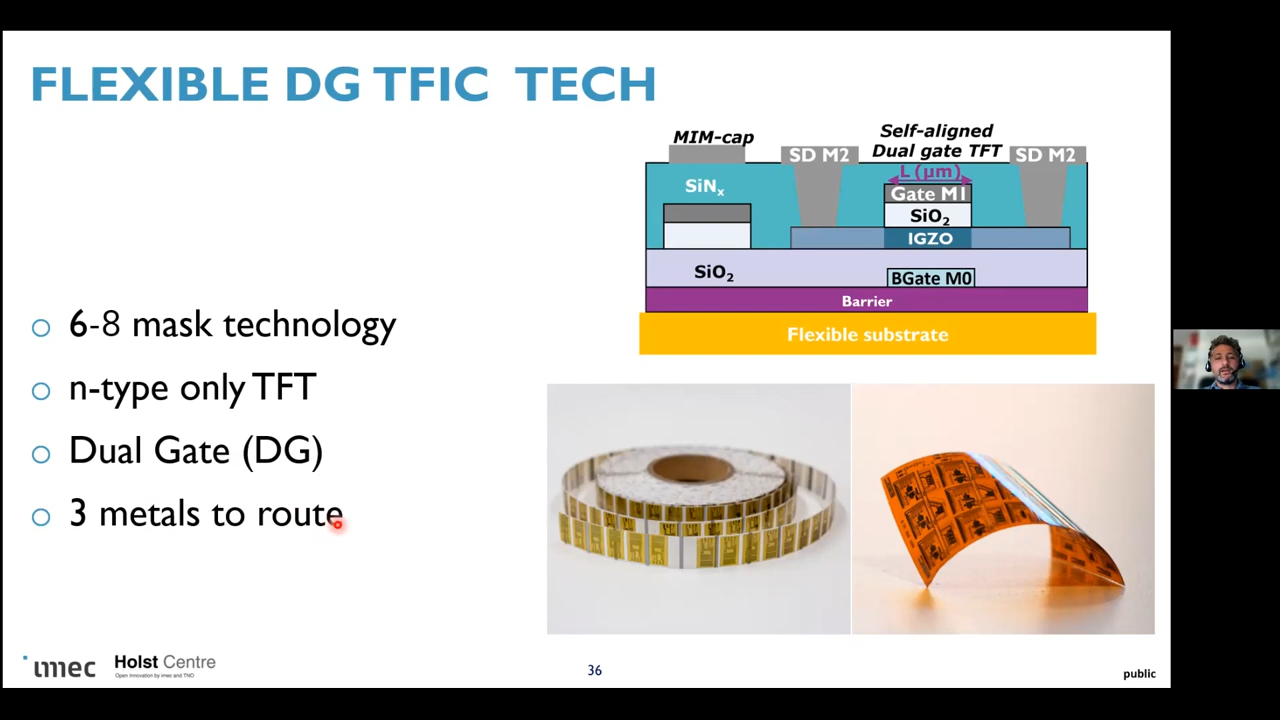 FLEXIBLE DG TFIC TECH
MIM-cap
Self-aligned
Dual gate TFT
SD M2
SD M2
L (µm)
SiNₓ
Gate M1
SiO₂
IGZO
SiO₂
BGate M0
Barrier
Flexible substrate
6-8 mask technology
n-type only TFT
Dual Gate (DG)
3 metals to route
imec
Holst Centre
Open Innovation by imec and TNO
36
public